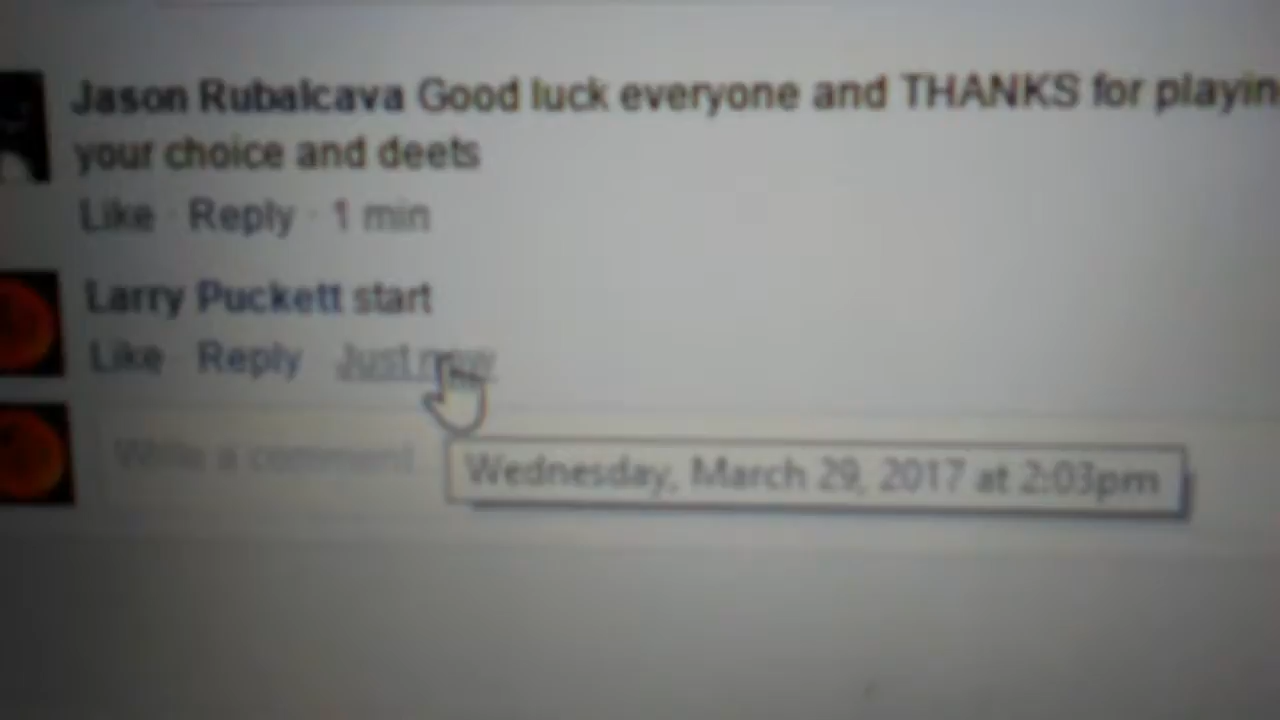 Jason Rubalcava Good luck everyone and THANKS for playin
your choice and deets
Like · Reply · 1 min
Larry Puckett start
Like Reply Just now
Write a comment
Wednesday, March 29, 2017 at 2:03pm